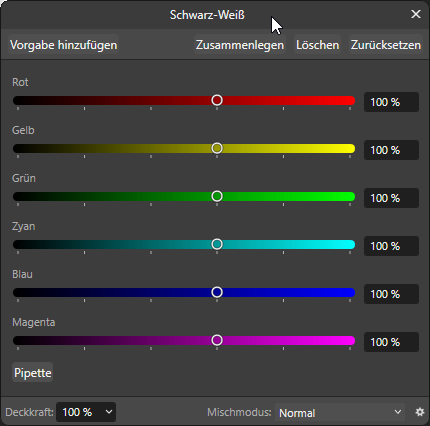 Schwarz-Weiß
Vorgabe hinzufügen Zusammenlegen Löschen Zurücksetzen
Rot
100 %
Gelb
100 %
Grün
100 %
Zyan
100 %
Blau
100 %
Magenta
100 %
Pipette
Deckkraft: 100 % Mischmodus: Normal